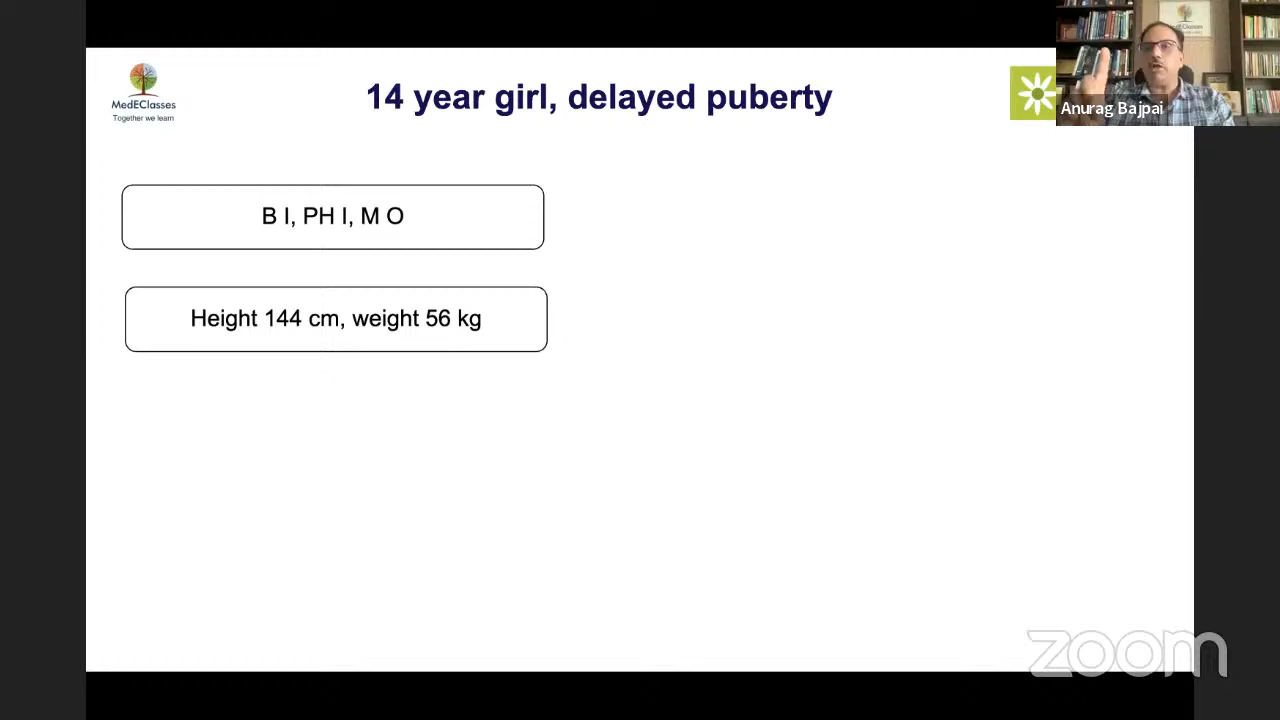 MedEClasses
Together we learn
14 year girl, delayed puberty
Anurag Bajpai
B I, PH I, M O
Height 144 cm, weight 56 kg
zoom